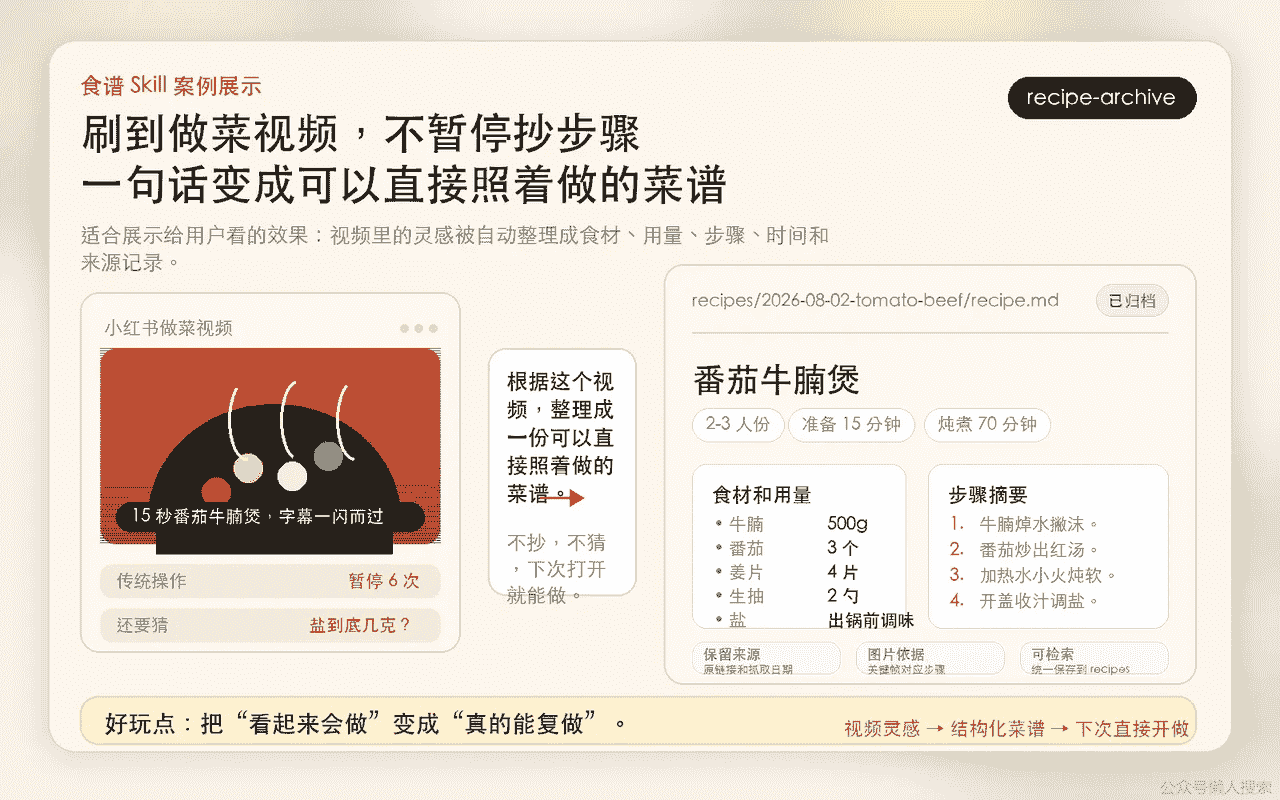 食谱 Skill 案例展示
recipe-archive
刷到做菜视频，不暂停抄步骤
一句话变成可以直接照着做的菜谱
适合展示给用户看的效果：视频里的灵感被自动整理成食材、用量、步骤、时间和
来源记录。
小红书做菜视频
15 秒番茄牛腩煲，字幕一闪而过
传统操作 暂停 6 次
还要猜 盐到底几克？
根据这个视
频，整理成
一份可以直
接照着做的
菜谱。
不抄，不猜
，下次打开
就能做。
recipes/2026-08-02-tomato-beef/recipe.md 已归档
番茄牛腩煲
2-3 人份 准备 15 分钟 炖煮 70 分钟
食材和用量
• 牛腩 500g
• 番茄 3 个
• 姜片 4 片
• 生抽 2 勺
• 盐 出锅前调味
步骤摘要
1. 牛腩焯水撇沫。
2. 番茄炒出红汤。
3. 加热水小火炖软。
4. 开盖收汁调盐。
保留来源
原链接和抓取日期
图片依据
关键帧对应步骤
可检索
统一保存到 recipes
好玩点：把“看起来会做”变成“真的能复做”。
视频灵感 → 结构化菜谱 → 下次直接开做
公众号懒人搜索